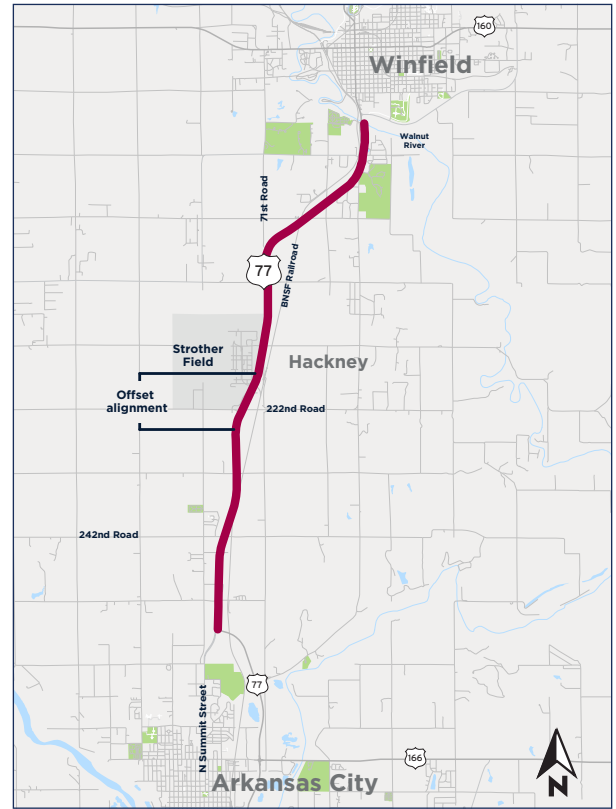 160
Winfield
Walnut
River
71st Road
77
BNSF Railroad
Strother
Field
Hackney
Offset
alignment
222nd Road
242nd Road
N Summit Street
77
166
Arkansas City
N